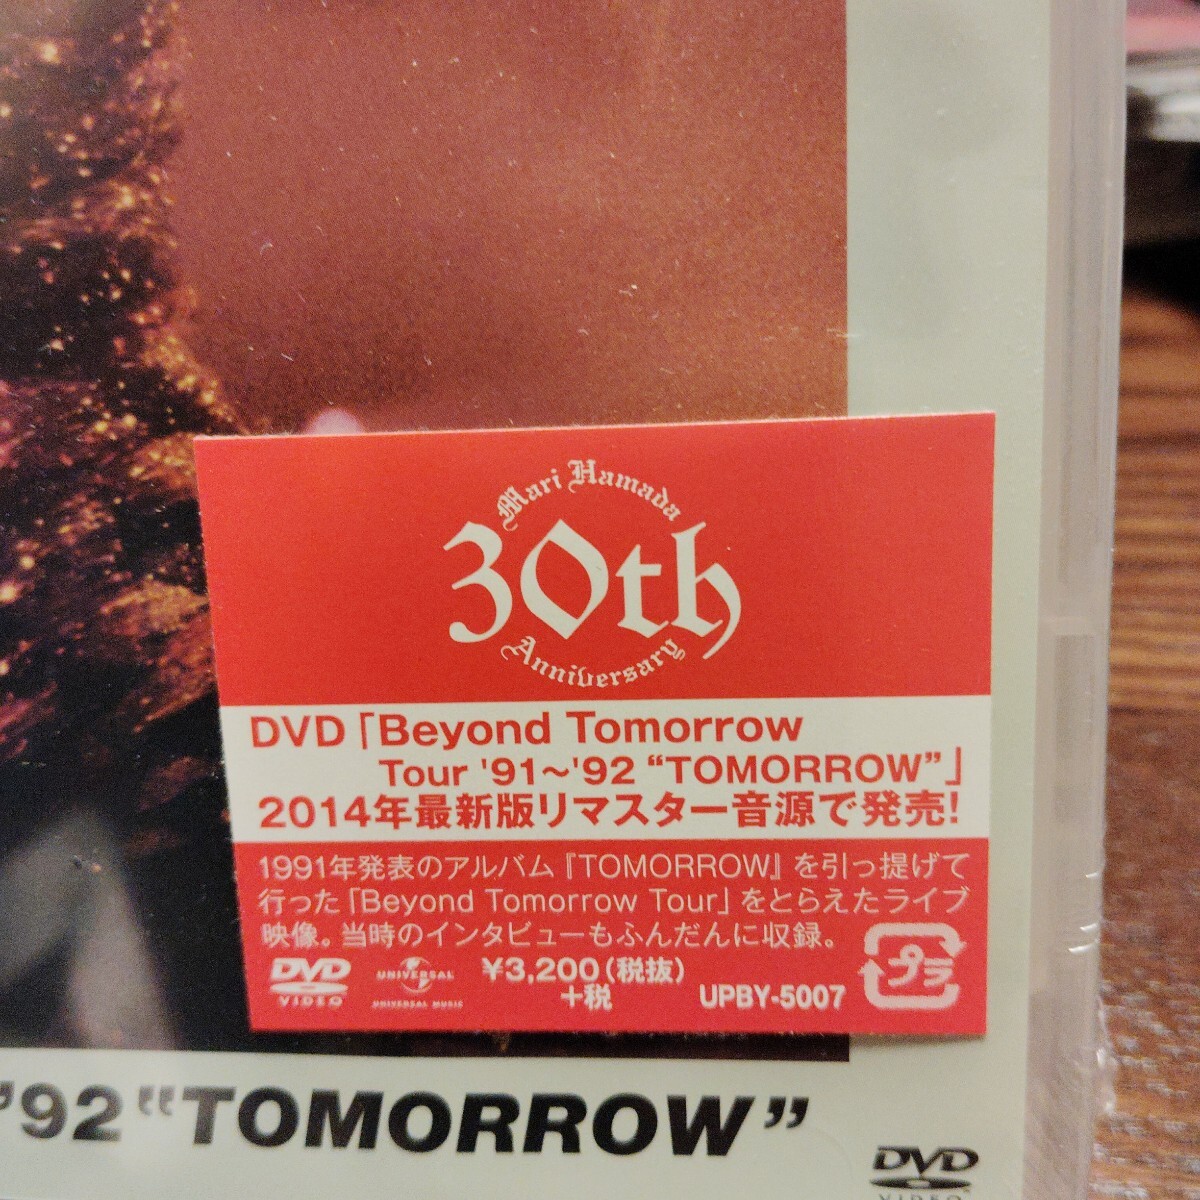 Mari Hamada
30th
Anniversary
DVD「Beyond Tomorrow
Tour '91～'92 “TOMORROW”」
2014年最新版リマスター音源で発売!
1991年発表のアルバム『TOMORROW』を引っ提げて
行った「Beyond Tomorrow Tour」をとらえたライブ
映像。当時のインタビューもふんだんに収録。
DVD VIDEO
UNIVERSAL
UNIVERSAL MUSIC
¥3,200(税抜)
+税
UPBY-5007
プラ
’92 “TOMORROW”
DVD
VIDEO